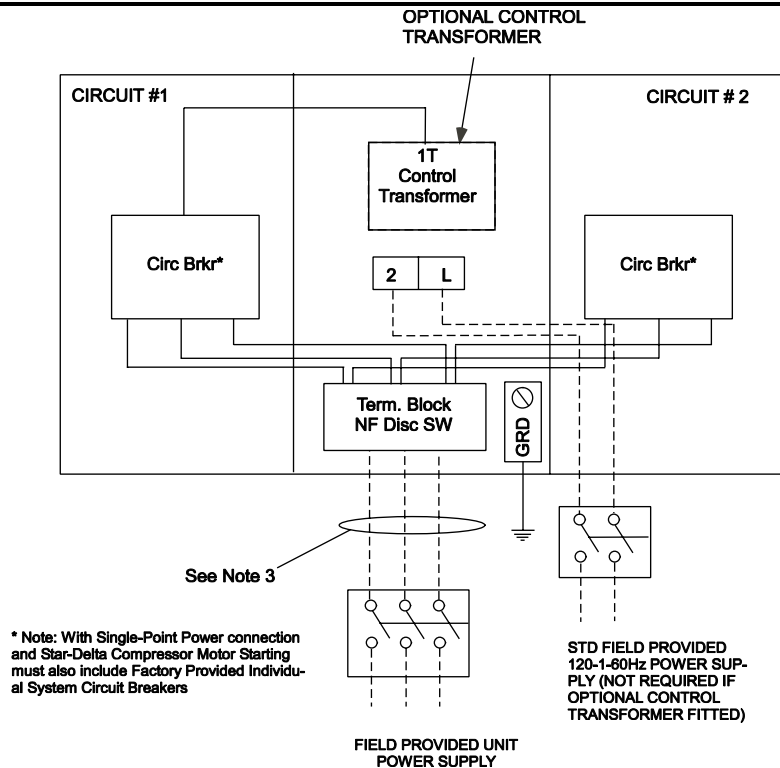 OPTIONAL CONTROL
TRANSFORMER
CIRCUIT #1
CIRCUIT # 2
1T
Control
Transformer
Circ Brkr*
Circ Brkr*
2
L
Term. Block
NF Disc SW
GRD
See Note 3
* Note: With Single-Point Power connection
and Star-Delta Compressor Motor Starting
must also include Factory Provided Individu-
al System Circuit Breakers
STD FIELD PROVIDED
120-1-60Hz POWER SUP-
PLY (NOT REQUIRED IF
OPTIONAL CONTROL
TRANSFORMER FITTED)
FIELD PROVIDED UNIT
POWER SUPPLY